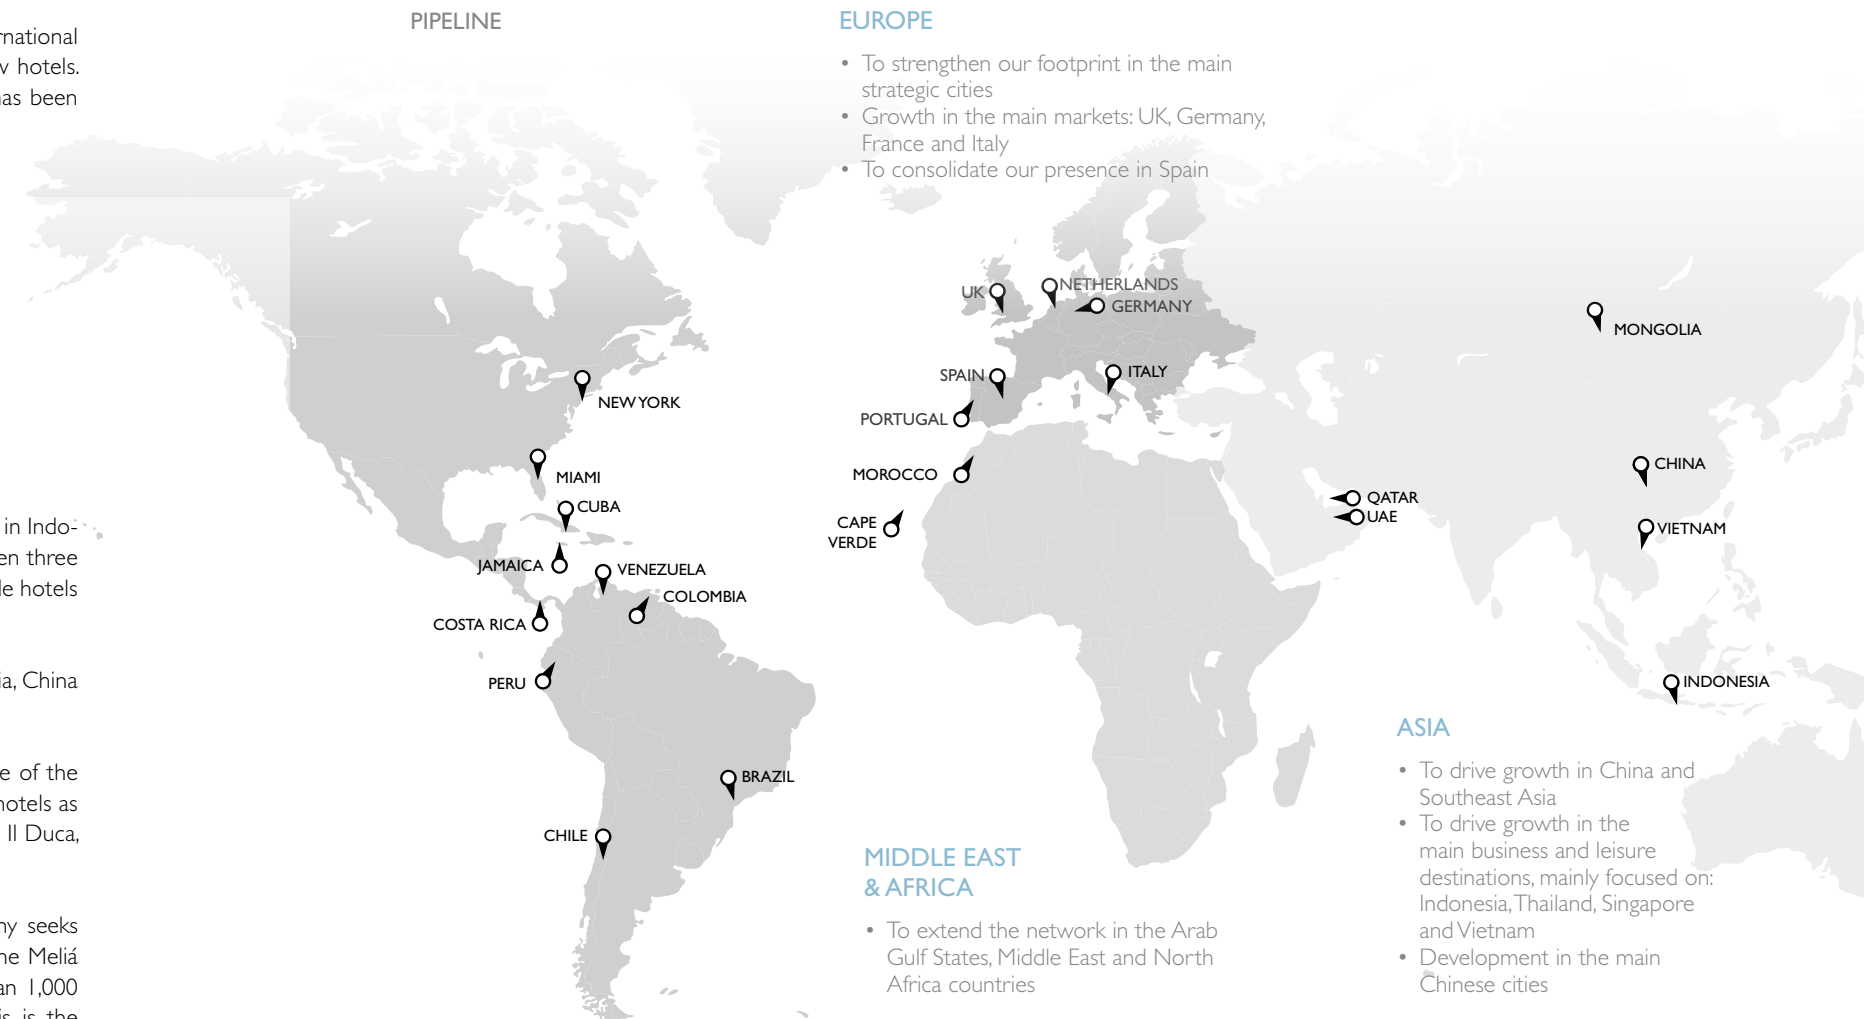 rnational
v hotels.
as been
in Indo-
en three
le hotels
ia, China
e of the
hotels as
Il Duca,
ny seeks
ne Meliá
an 1,000
is is the
PIPELINE
EUROPE
• To strengthen our footprint in the main
strategic cities
• Growth in the main markets: UK, Germany,
France and Italy
• To consolidate our presence in Spain
UK
NETHERLANDS
GERMANY
MONGOLIA
SPAIN
ITALY
NEW YORK
PORTUGAL
MIAMI
MOROCCO
CHINA
CUBA
QATAR
UAE
CAPE
VERDE
VIETNAM
JAMAICA
VENEZUELA
COLOMBIA
COSTA RICA
PERU
INDONESIA
BRAZIL
CHILE
MIDDLE EAST
& AFRICA
• To extend the network in the Arab
Gulf States, Middle East and North
Africa countries
ASIA
• To drive growth in China and
Southeast Asia
• To drive growth in the
main business and leisure
destinations, mainly focused on:
Indonesia, Thailand, Singapore
and Vietnam
• Development in the main
Chinese cities